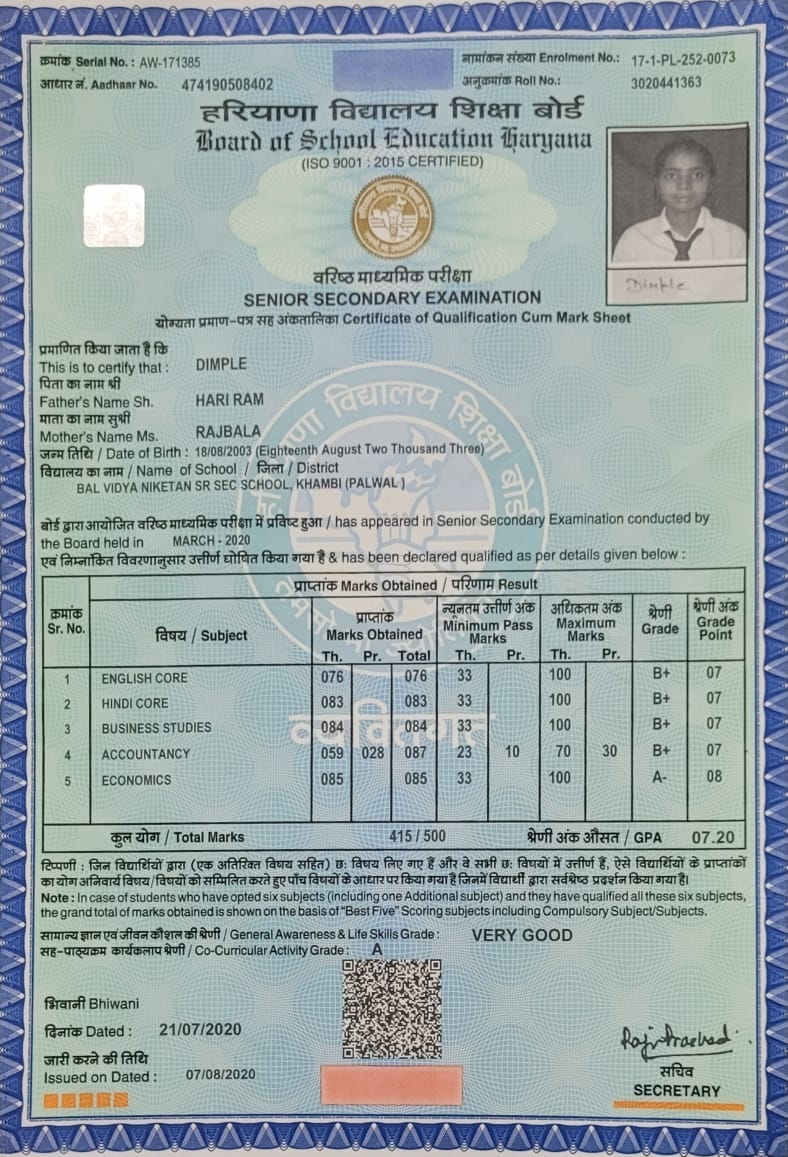 क्रमांक Serial No. : AW-171385
नामांकन संख्या Enrolment No.: 17-1-PL-252-0073
आधार नं. Aadhaar No. 474190508402
अनुक्रमांक Roll No.: 3020441363
हरियाणा विद्यालय शिक्षा बोर्ड
Board of School Education Haryana
(ISO 9001 : 2015 CERTIFIED)
Dimple
वरिष्ठ माध्यमिक परीक्षा
SENIOR SECONDARY EXAMINATION
योग्यता प्रमाण-पत्र सह अंकतालिका Certificate of Qualification Cum Mark Sheet
प्रमाणित किया जाता है कि
This is to certify that : DIMPLE
पिता का नाम श्री
Father's Name Sh. HARI RAM
माता का नाम सुश्री
Mother's Name Ms. RAJBALA
जन्म तिथि / Date of Birth : 18/08/2003 (Eighteenth August Two Thousand Three)
विद्यालय का नाम / Name of School / जिला / District
BAL VIDYA NIKETAN SR SEC SCHOOL, KHAMBI (PALWAL )
बोर्ड द्वारा आयोजित वरिष्ठ माध्यमिक परीक्षा में प्रविष्ट हुआ / has appeared in Senior Secondary Examination conducted by
the Board held in MARCH - 2020
एवं निम्नांकित विवरणानुसार उत्तीर्ण घोषित किया गया है & has been declared qualified as per details given below :
प्राप्तांक Marks Obtained / परिणाम Result
क्रमांक Sr. No. विषय / Subject प्राप्तांक Marks Obtained न्यूनतम उत्तीर्ण अंक Minimum Pass Marks अधिकतम अंक Maximum Marks श्रेणी Grade श्रेणी अंक Grade Point
Th. Pr. Total Th. Pr. Th. Pr.
1 ENGLISH CORE 076 076 33 100 B+ 07
2 HINDI CORE 083 083 33 100 B+ 07
3 BUSINESS STUDIES 084 084 33 100 B+ 07
4 ACCOUNTANCY 059 028 087 23 10 70 30 B+ 07
5 ECONOMICS 085 085 33 100 A- 08
व्यक्तिगत
कुल योग / Total Marks 415 / 500 श्रेणी अंक औसत / GPA 07.20
टिप्पणी : जिन विद्यार्थियों द्वारा (एक अतिरिक्त विषय सहित) छः विषय लिए गए हैं और वे सभी छः विषयों में उत्तीर्ण हैं, ऐसे विद्यार्थियों के प्राप्तांकों
का योग अनिवार्य विषय/विषयों को सम्मिलित करते हुए पाँच विषयों के आधार पर किया गया है जिनमें विद्यार्थी द्वारा सर्वश्रेष्ठ प्रदर्शन किया गया है।
Note : In case of students who have opted six subjects (including one Additional subject) and they have qualified all these six subjects,
the grand total of marks obtained is shown on the basis of "Best Five" Scoring subjects including Compulsory Subject/Subjects.
सामान्य ज्ञान एवं जीवन कौशल की श्रेणी / General Awareness & Life Skills Grade : VERY GOOD
सह-पाठ्यक्रम कार्यकलाप श्रेणी / Co-Curricular Activity Grade : A
भिवानी Bhiwani
दिनांक Dated : 21/07/2020
जारी करने की तिथि
Issued on Dated : 07/08/2020
सचिव
SECRETARY